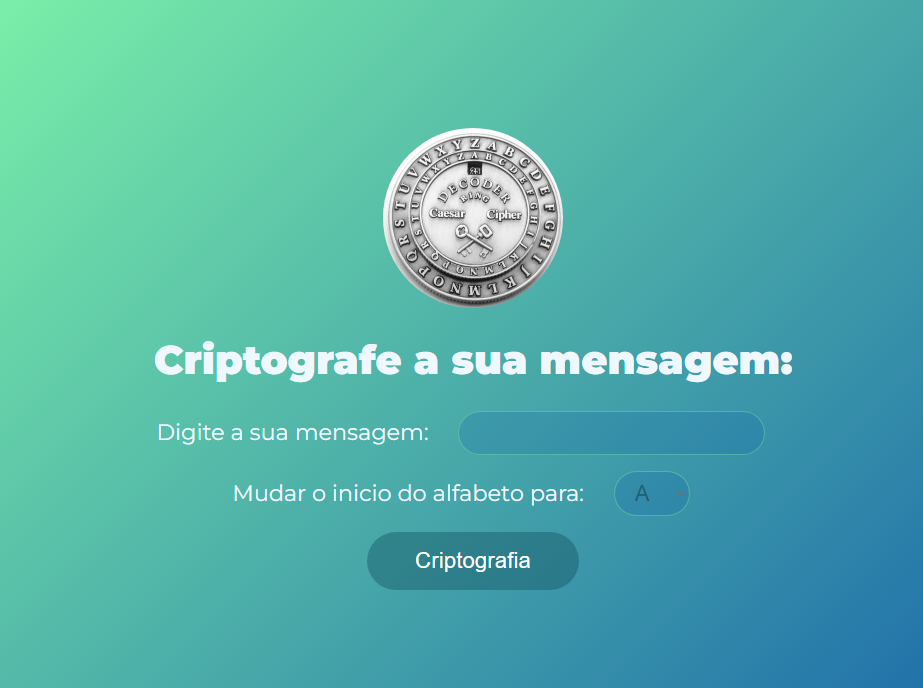 A B C D E F G H I J K L M N O P Q R S T U V W X Y Z
A B C D E F G H I J K L M N O P Q R S T U V W X Y Z
DECODER
RING
Caesar Cipher
Criptografe a sua mensagem:
Digite a sua mensagem:
Mudar o inicio do alfabeto para: A
Criptografia